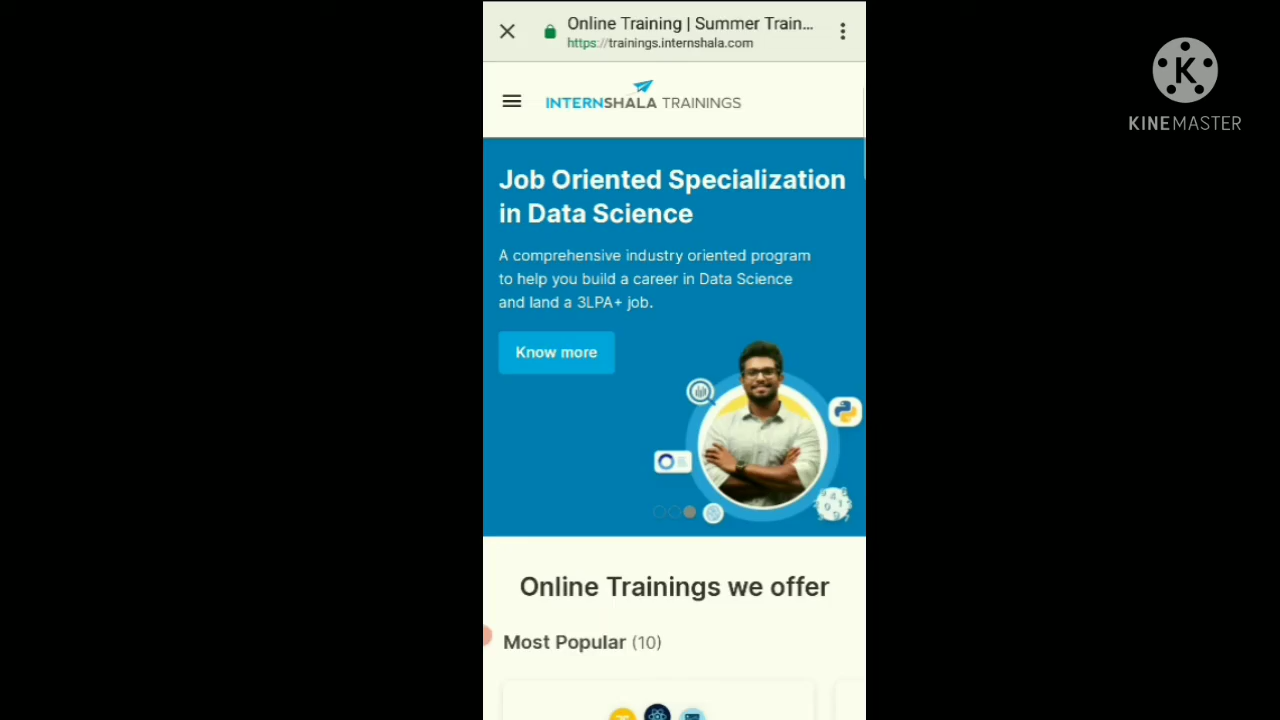 Online Training | Summer Train...
https://trainings.internshala.com
INTERNSHALA TRAININGS
KINEMASTER
Job Oriented Specialization
in Data Science
A comprehensive industry oriented program
to help you build a career in Data Science
and land a 3LPA+ job.
Know more
Online Trainings we offer
Most Popular (10)